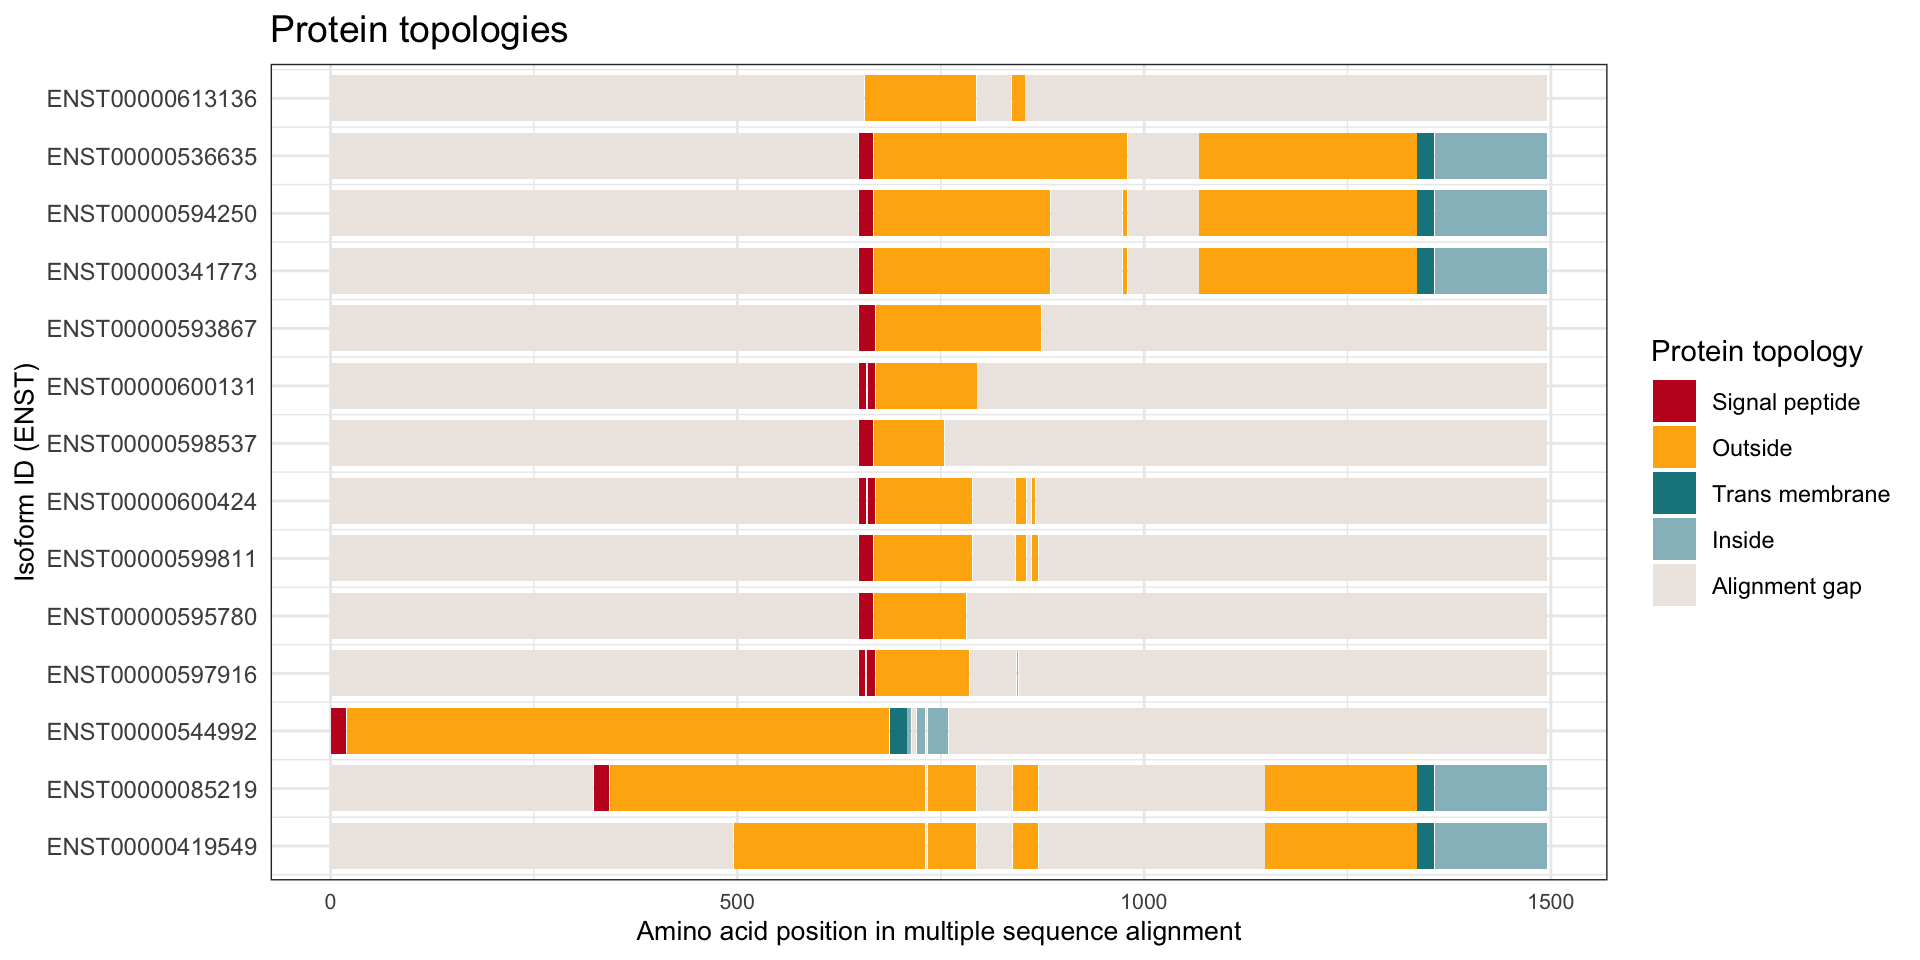 Protein topologies
ENST00000613136
ENST00000536635
ENST00000594250
ENST00000341773
ENST00000593867
ENST00000600131
ENST00000598537
ENST00000600424
ENST00000599811
ENST00000595780
ENST00000597916
ENST00000544992
ENST00000085219
ENST00000419549
Isoform ID (ENST)
0
500
1000
1500
Amino acid position in multiple sequence alignment
Protein topology
Signal peptide
Outside
Trans membrane
Inside
Alignment gap